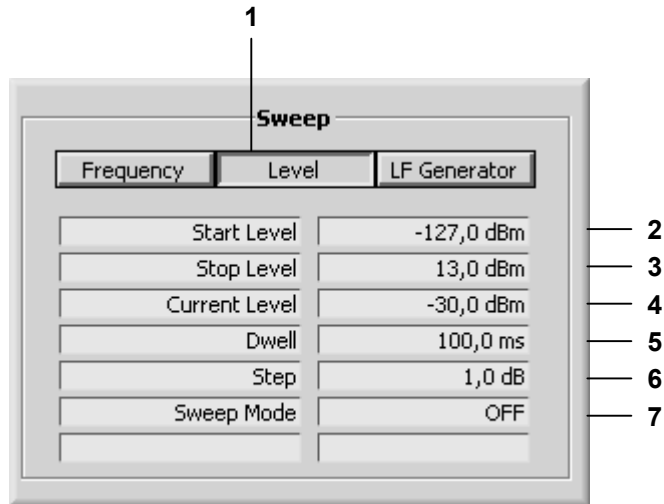 1
Sweep
Frequency Level LF Generator
Start Level -127,0 dBm 2
Stop Level 13,0 dBm 3
Current Level -30,0 dBm 4
Dwell 100,0 ms 5
Step 1,0 dB 6
Sweep Mode OFF 7